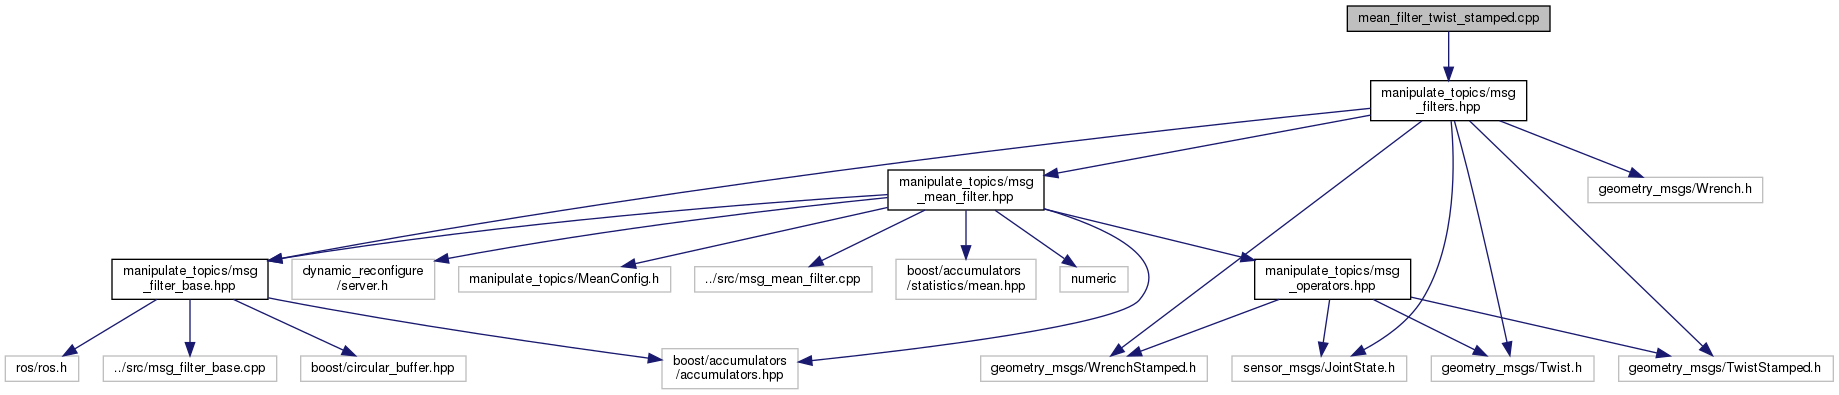 mean_filter_twist_stamped.cpp
manipulate_topics/msg
_filters.hpp
manipulate_topics/msg
_mean_filter.hpp
geometry_msgs/Wrench.h
manipulate_topics/msg
_filter_base.hpp
dynamic_reconfigure
/server.h
manipulate_topics/MeanConfig.h
../src/msg_mean_filter.cpp
boost/accumulators
/statistics/mean.hpp
numeric
manipulate_topics/msg
_operators.hpp
ros/ros.h
../src/msg_filter_base.cpp
boost/circular_buffer.hpp
boost/accumulators
/accumulators.hpp
geometry_msgs/WrenchStamped.h
sensor_msgs/JointState.h
geometry_msgs/Twist.h
geometry_msgs/TwistStamped.h